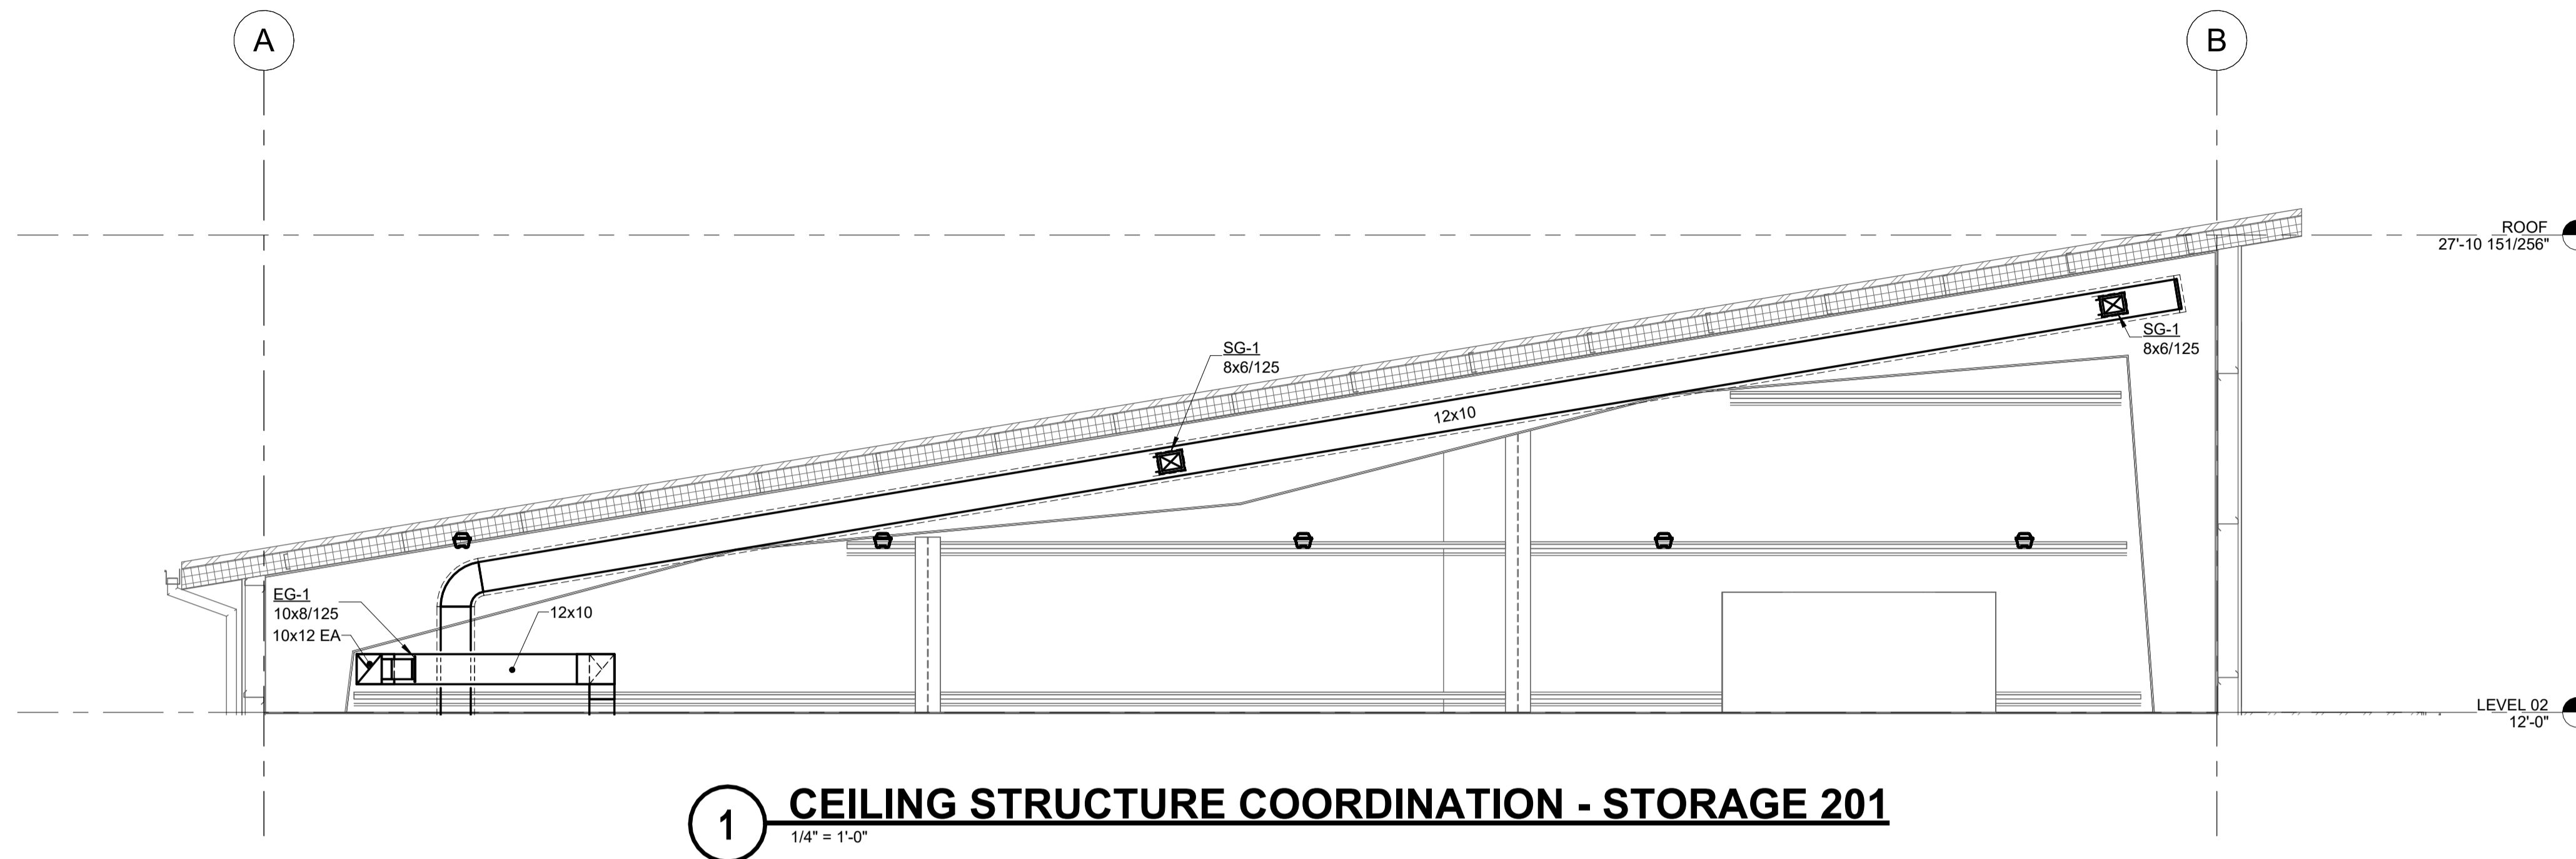 A
B
ROOF
27'-10 151/256"
SG-1
8x6/125
SG-1
8x6/125
12x10
EG-1
10x8/125
10x12 EA
12x10
LEVEL 02
12'-0"
1
CEILING STRUCTURE COORDINATION - STORAGE 201
1/4" = 1'-0"